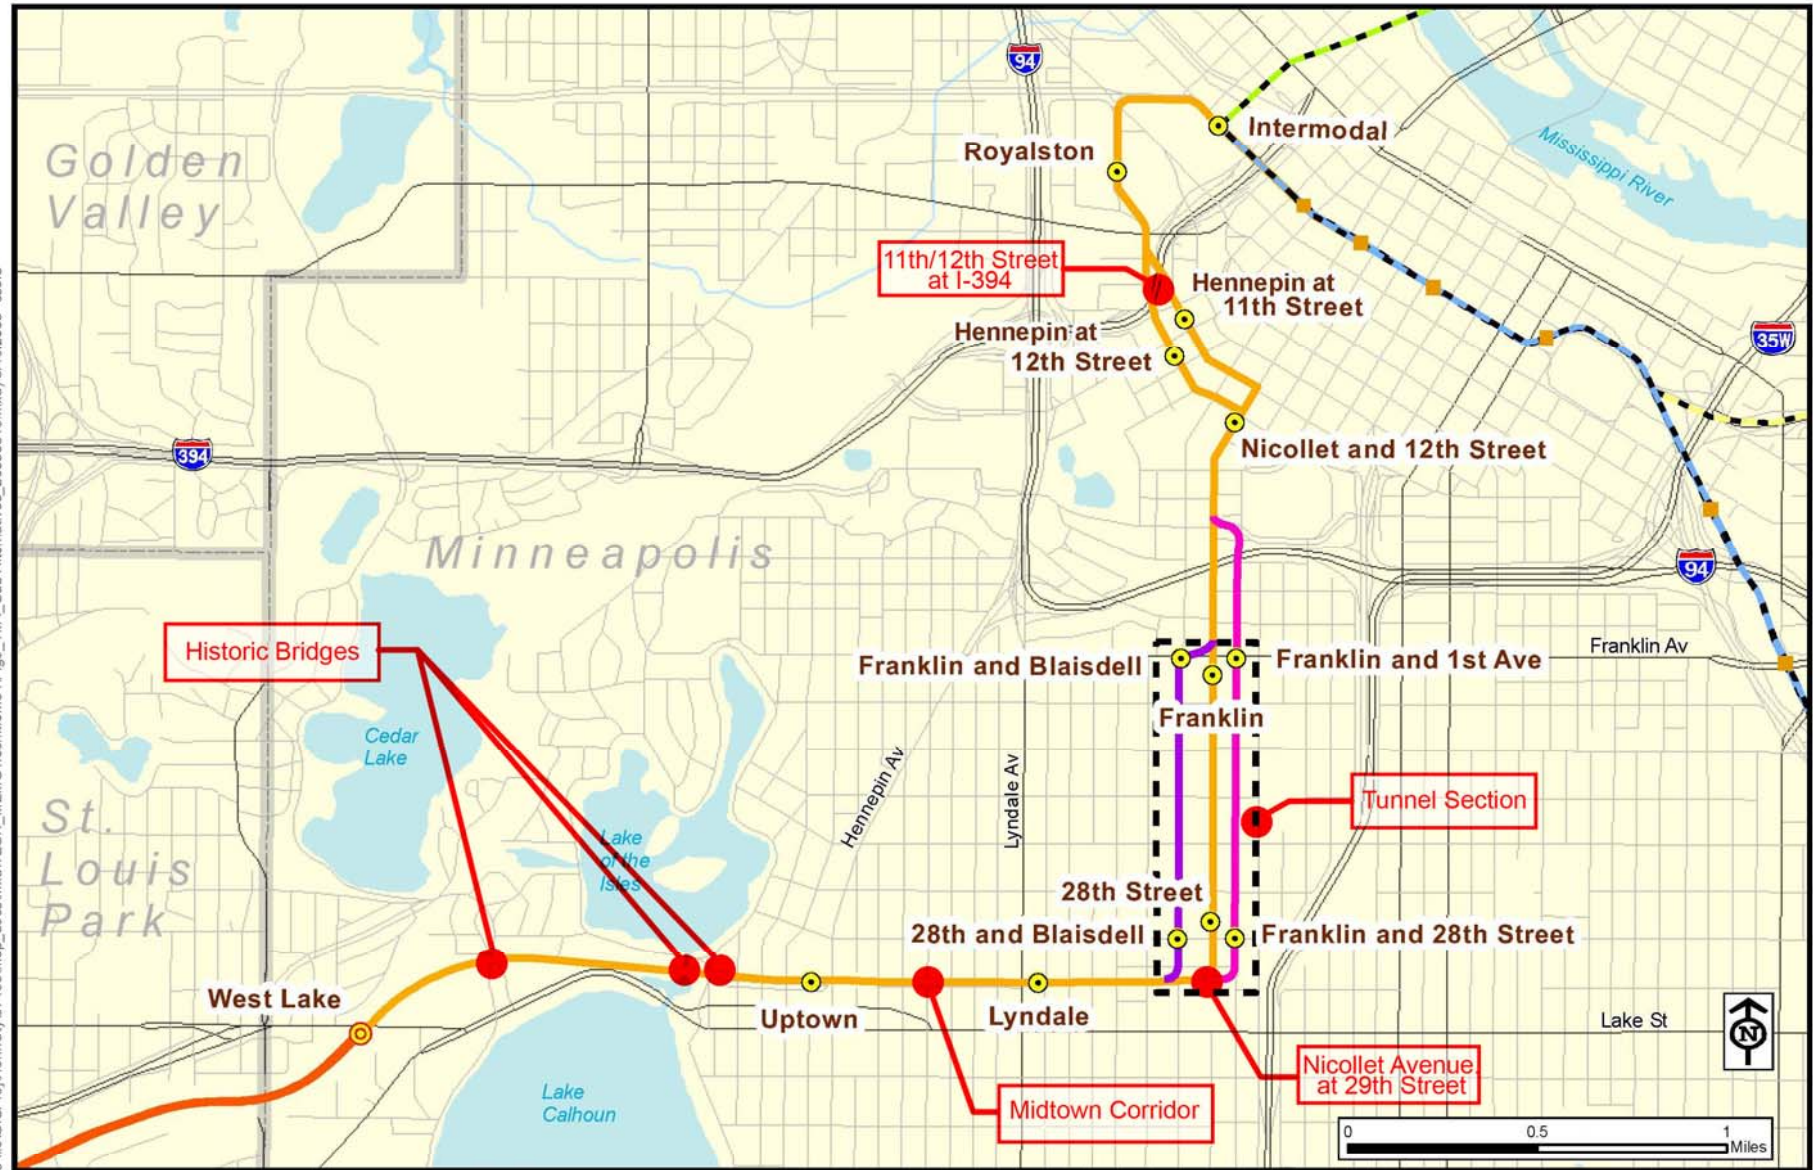 94
Golden
Valley
Royalston
Intermodal
Mississippi River
11th/12th Street
at I-394
Hennepin at
11th Street
Hennepin at
12th Street
35W
394
Nicollet and 12th Street
Minneapolis
94
Historic Bridges
Franklin and Blaisdell
Franklin and 1st Ave
Franklin Av
Franklin
Cedar
Lake
Hennepin Av
Lyndale Av
Tunnel Section
St.
Louis
Park
Lake
of the
Isles
28th Street
28th and Blaisdell
Franklin and 28th Street
West Lake
Uptown
Lyndale
Lake St
N
Nicollet Avenue
at 29th Street
Lake
Calhoun
Midtown Corridor
0 0.5 1
Miles